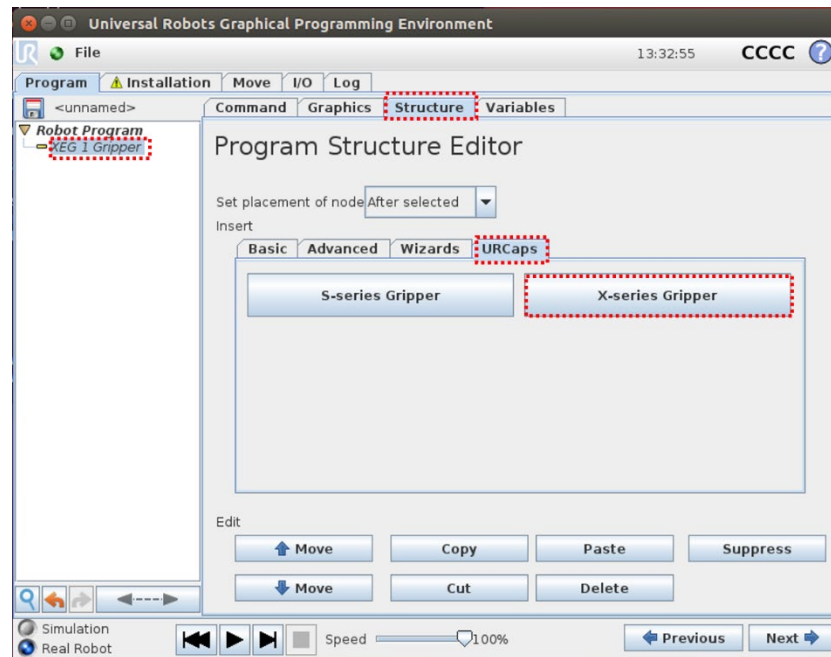 Universal Robots Graphical Programming Environment
UR File 13:32:55 CCCC ?
Program Installation Move I/O Log
<unnamed> Command Graphics Structure Variables
Robot Program
XEG 1 Gripper
Program Structure Editor
Set placement of node After selected
Insert
Basic Advanced Wizards URCaps
S-series Gripper X-series Gripper
Edit
Move Copy Paste Suppress
Move Cut Delete
Simulation
Real Robot
Speed 100% Previous Next